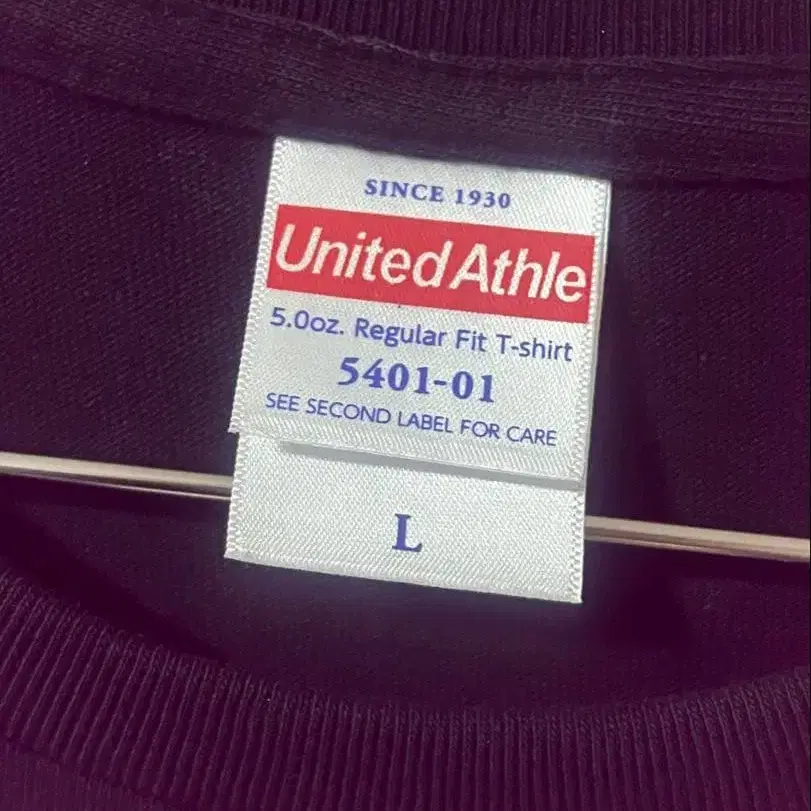 SINCE 1930
United Athle
5.0oz. Regular Fit T-shirt
5401-01
SEE SECOND LABEL FOR CARE
L